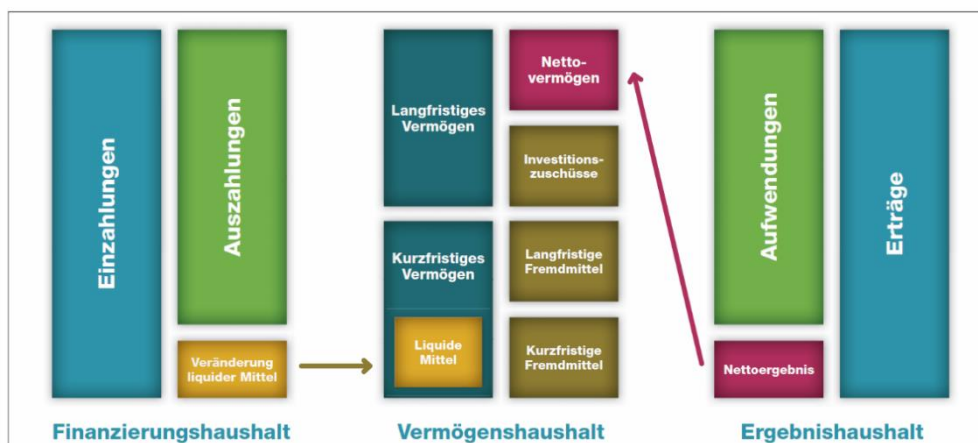 Einzahlungen
Auszahlungen
Veränderung
liquider Mittel
Finanzierungshaushalt
Langfristiges
Vermögen
Kurzfristiges
Vermögen
Liquide
Mittel
Netto-
vermögen
Investitions-
zuschüsse
Langfristige
Fremdmittel
Kurzfristige
Fremdmittel
Vermögenshaushalt
Aufwendungen
Nettoergebnis
Erträge
Ergebnishaushalt